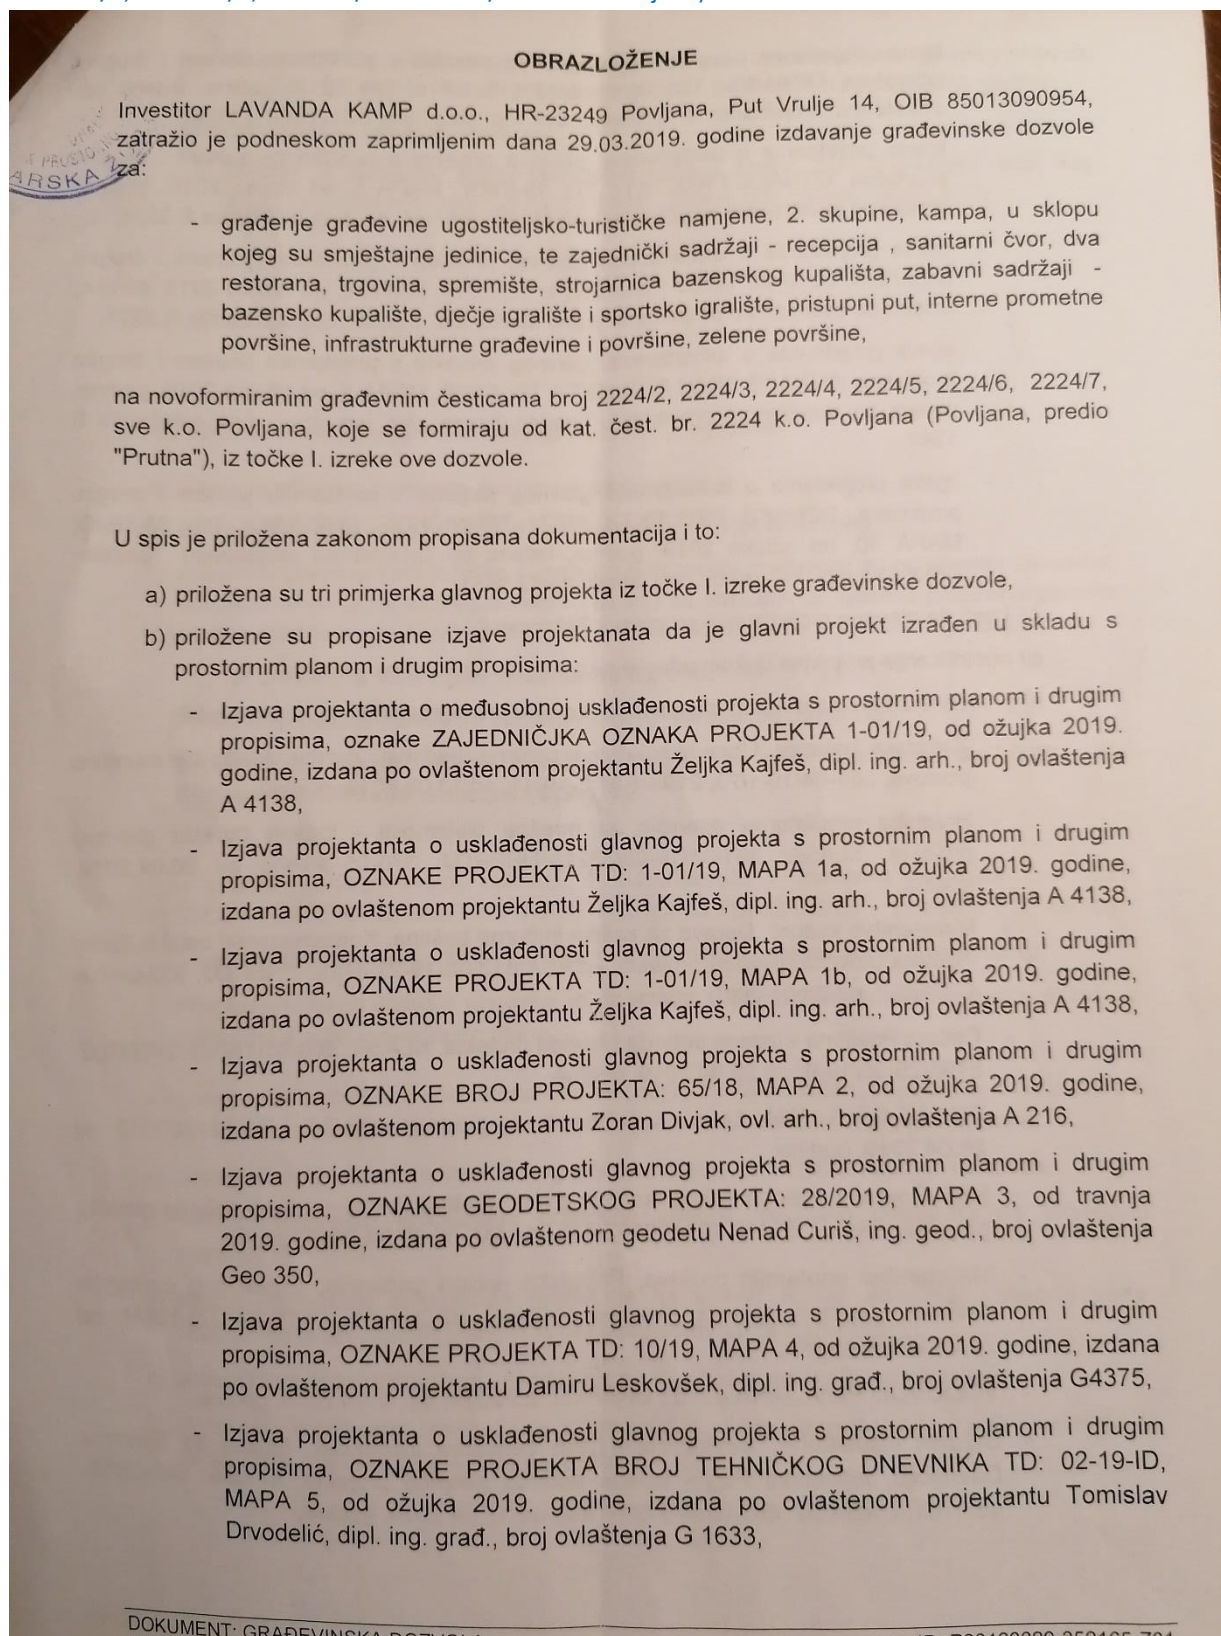 OBRAZLOŽENJE
Investitor LAVANDA KAMP d.o.o., HR-23249 Povljana, Put Vrulje 14, OIB 85013090954,
zatražio je podneskom zaprimljenim dana 29.03.2019. godine izdavanje građevinske dozvole
za:
ARSKA
- građenje građevine ugostiteljsko-turističke namjene, 2. skupine, kampa, u sklopu
kojeg su smještajne jedinice, te zajednički sadržaji - recepcija , sanitarni čvor, dva
restorana, trgovina, spremište, strojarnica bazenskog kupališta, zabavni sadržaji -
bazensko kupalište, dječje igralište i sportsko igralište, pristupni put, interne prometne
površine, infrastrukturne građevine i površine, zelene površine,
na novoformiranim građevnim česticama broj 2224/2, 2224/3, 2224/4, 2224/5, 2224/6, 2224/7,
sve k.o. Povljana, koje se formiraju od kat. čest. br. 2224 k.o. Povljana (Povljana, predio
"Prutna"), iz točke I. izreke ove dozvole.
U spis je priložena zakonom propisana dokumentacija i to:
a) priložena su tri primjerka glavnog projekta iz točke I. izreke građevinske dozvole,
b) priložene su propisane izjave projektanata da je glavni projekt izrađen u skladu s
prostornim planom i drugim propisima:
- Izjava projektanta o međusobnoj usklađenosti projekta s prostornim planom i drugim
propisima, oznake ZAJEDNIČJKA OZNAKA PROJEKTA 1-01/19, od ožujka 2019.
godine, izdana po ovlaštenom projektantu Željka Kajfeš, dipl. ing. arh., broj ovlaštenja
A 4138,
- Izjava projektanta o usklađenosti glavnog projekta s prostornim planom i drugim
propisima, OZNAKE PROJEKTA TD: 1-01/19, MAPA 1a, od ožujka 2019. godine,
izdana po ovlaštenom projektantu Željka Kajfeš, dipl. ing. arh., broj ovlaštenja A 4138,
- Izjava projektanta o usklađenosti glavnog projekta s prostornim planom i drugim
propisima, OZNAKE PROJEKTA TD: 1-01/19, MAPA 1b, od ožujka 2019. godine,
izdana po ovlaštenom projektantu Željka Kajfeš, dipl. ing. arh., broj ovlaštenja A 4138,
- Izjava projektanta o usklađenosti glavnog projekta s prostornim planom i drugim
propisima, OZNAKE BROJ PROJEKTA: 65/18, MAPA 2, od ožujka 2019. godine,
izdana po ovlaštenom projektantu Zoran Divjak, ovl. arh., broj ovlaštenja A 216,
- Izjava projektanta o usklađenosti glavnog projekta s prostornim planom i drugim
propisima, OZNAKE GEODETSKOG PROJEKTA: 28/2019, MAPA 3, od travnja
2019. godine, izdana po ovlaštenom geodetu Nenad Curiš, ing. geod., broj ovlaštenja
Geo 350,
- Izjava projektanta o usklađenosti glavnog projekta s prostornim planom i drugim
propisima, OZNAKE PROJEKTA TD: 10/19, MAPA 4, od ožujka 2019. godine, izdana
po ovlaštenom projektantu Damiru Leskovšek, dipl. ing. građ., broj ovlaštenja G4375,
- Izjava projektanta o usklađenosti glavnog projekta s prostornim planom i drugim
propisima, OZNAKE PROJEKTA BROJ TEHNIČKOG DNEVNIKA TD: 02-19-ID,
MAPA 5, od ožujka 2019. godine, izdana po ovlaštenom projektantu Tomislav
Drvodelić, dipl. ing. građ., broj ovlaštenja G 1633,
DOKUMENT: GRAĐEVINSKA